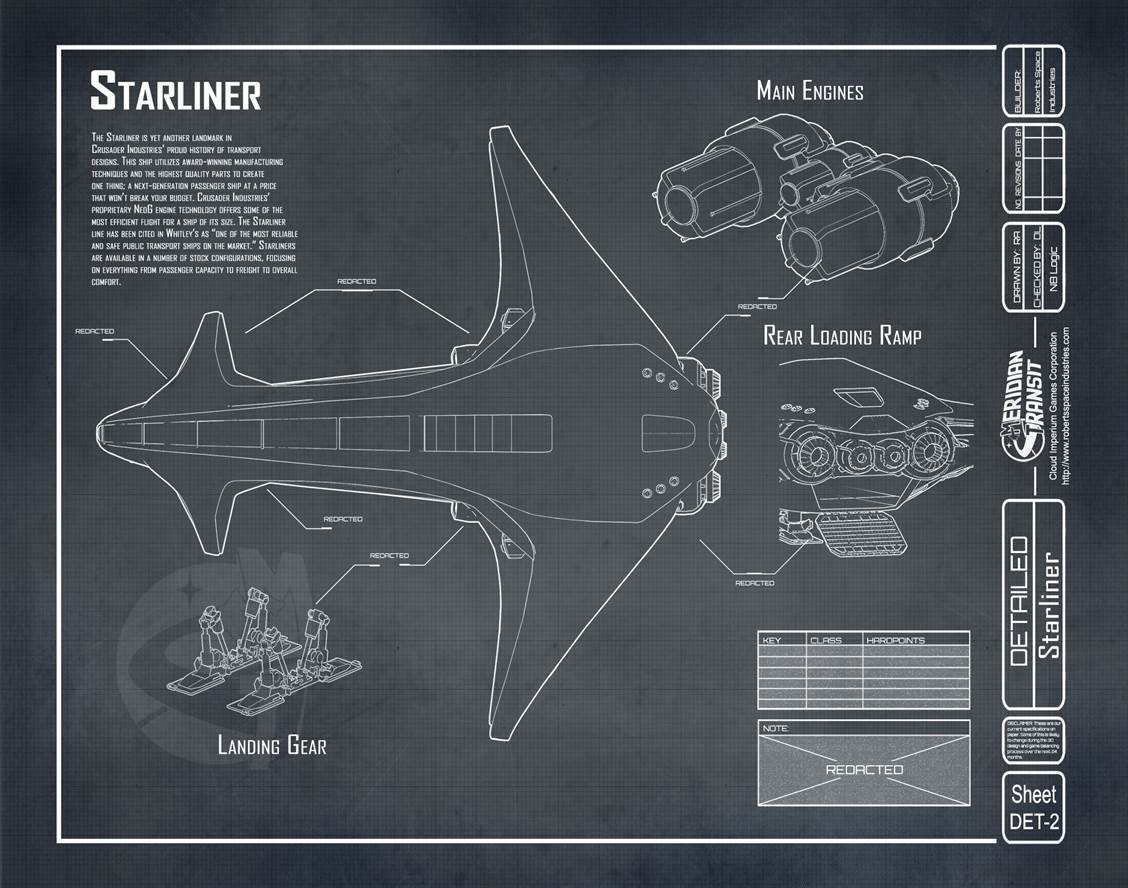 STARLINER
THE STARLINER IS YET ANOTHER LANDMARK IN
CRUSADER INDUSTRIES' PROUD HISTORY OF TRANSPORT
DESIGNS. THIS SHIP UTILIZES AWARD-WINNING MANUFACTURING
TECHNIQUES AND THE HIGHEST QUALITY PARTS TO CREATE
ONE THING; A NEXT-GENERATION PASSENGER SHIP AT A PRICE
THAT WON'T BREAK YOUR BUDGET. CRUSADER INDUSTRIES'
PROPRIETARY NEOG ENGINE TECHNOLOGY OFFERS SOME OF THE
MOST EFFICIENT FLIGHT FOR A SHIP OF ITS SIZE. THE STARLINER
LINE HAS BEEN CITED IN WHITLEY'S AS "ONE OF THE MOST RELIABLE
AND SAFE PUBLIC TRANSPORT SHIPS ON THE MARKET." STARLINERS
ARE AVAILABLE IN A NUMBER OF STOCK CONFIGURATIONS, FOCUSING
ON EVERYTHING FROM PASSENGER CAPACITY TO FREIGHT TO OVERALL
COMFORT.
MAIN ENGINES
REDACTED
REDACTED
REDACTED
REAR LOADING RAMP
REDACTED
REDACTED
REDACTED
LANDING GEAR
KEY CLASS HARDPOINTS
NOTE:
REDACTED
BUILDER:
Roberts Space
Industries
NO. REVISIONS DATE BY
DRAWN BY: RA
CHECKED BY: DL
NB Logic
MERIDIAN
TRANSIT
Cloud Imperium Games Corporation
http://www.robertsspaceindustries.com
DETAILED
Starliner
DISCLAIMER: These are our
current specifications on
paper. Some of this is likely
to change during the 3D
design and game balancing
process over the next 24
months.
Sheet
DET-2